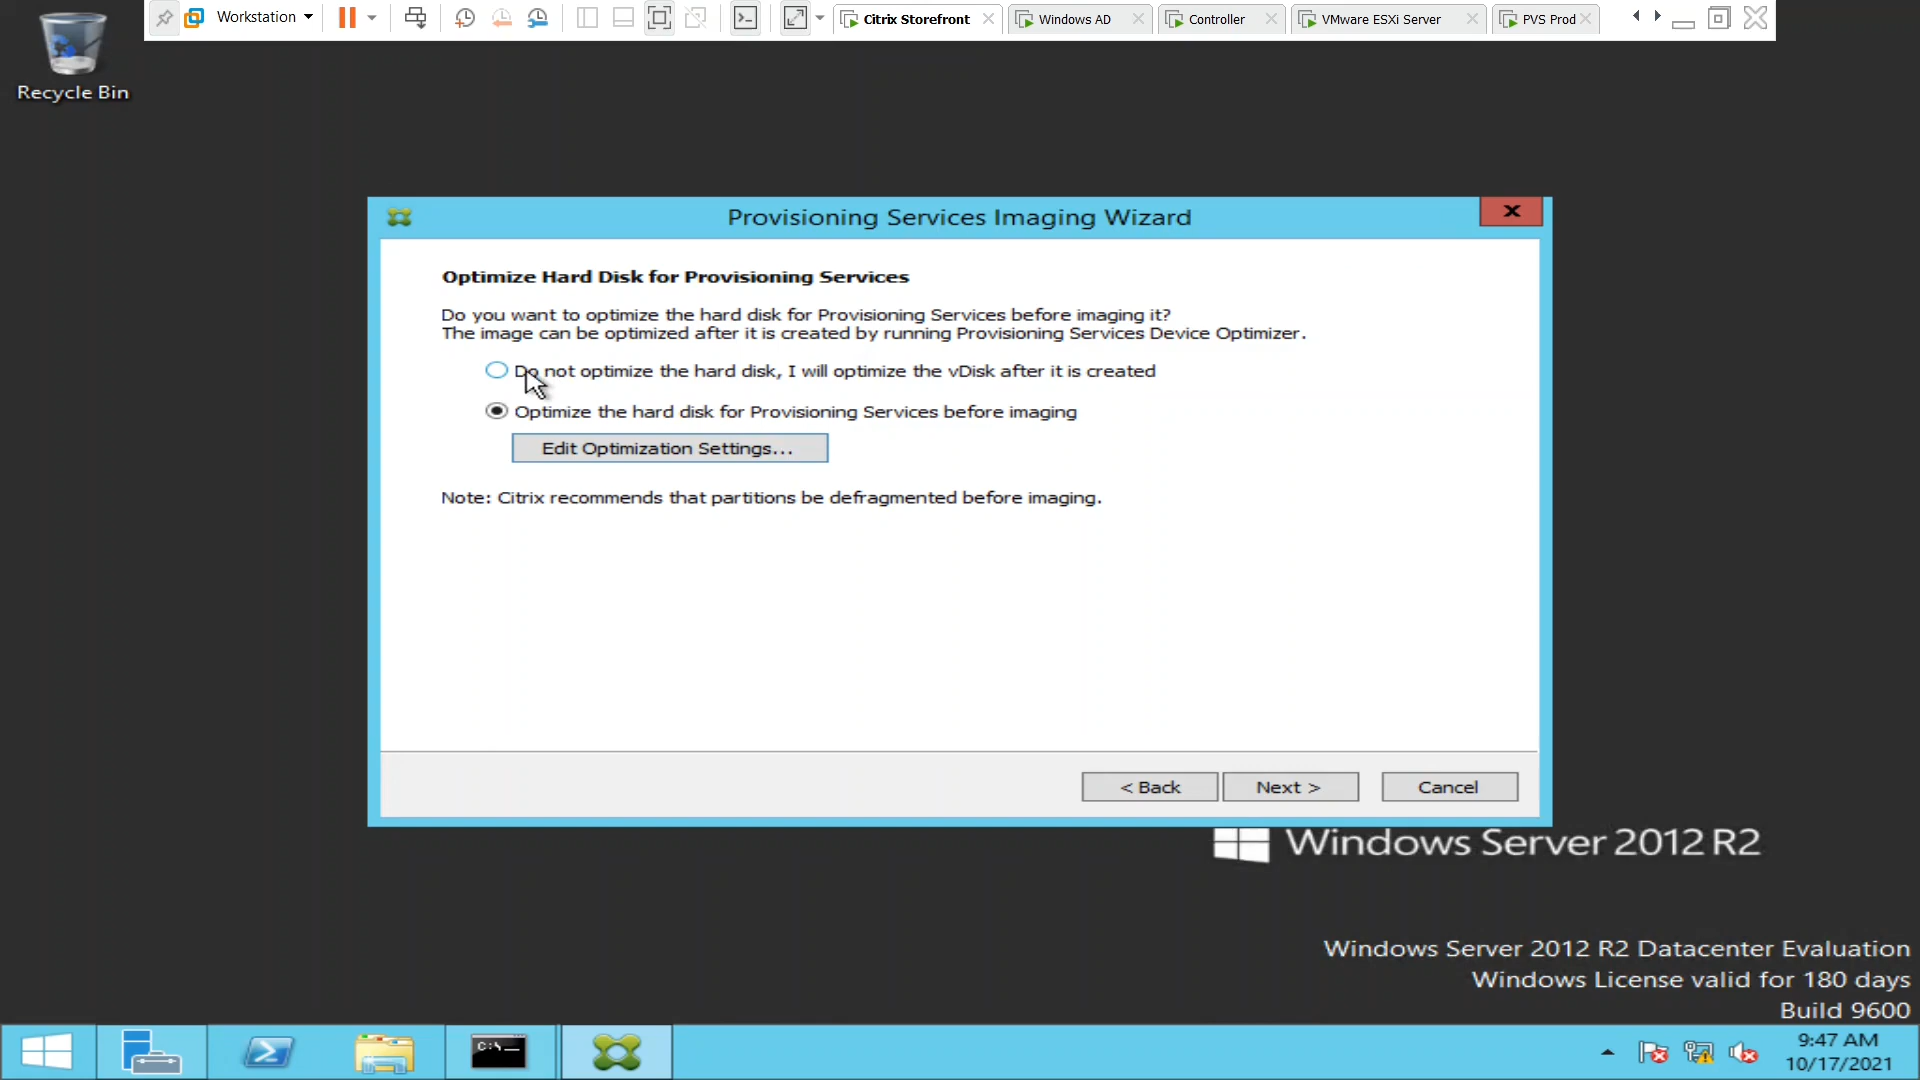 Workstation
Citrix Storefront
Windows AD
Controller
VMware ESXi Server
PVS Prod
Recycle Bin
Provisioning Services Imaging Wizard
x
Optimize Hard Disk for Provisioning Services
Do you want to optimize the hard disk for Provisioning Services before imaging it?
The image can be optimized after it is created by running Provisioning Services Device Optimizer.
Do not optimize the hard disk, I will optimize the vDisk after it is created
Optimize the hard disk for Provisioning Services before imaging
Edit Optimization Settings...
Note: Citrix recommends that partitions be defragmented before imaging.
< Back
Next >
Cancel
Windows Server 2012 R2
Windows Server 2012 R2 Datacenter Evaluation
Windows License valid for 180 days
Build 9600
C:\
9:47 AM
10/17/2021